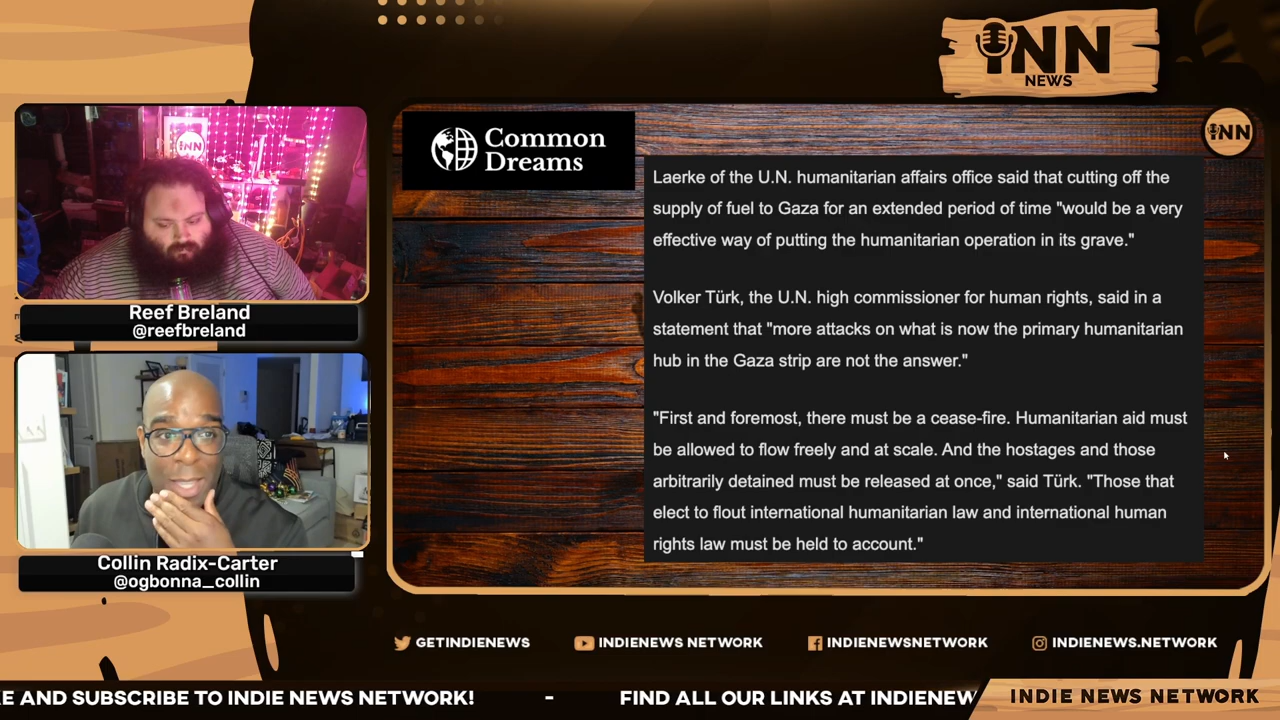 iNN
NEWS
Common
Dreams
iNN
iNN
Laerke of the U.N. humanitarian affairs office said that cutting off the
supply of fuel to Gaza for an extended period of time "would be a very
effective way of putting the humanitarian operation in its grave."
Volker Türk, the U.N. high commissioner for human rights, said in a
statement that "more attacks on what is now the primary humanitarian
hub in the Gaza strip are not the answer."
"First and foremost, there must be a cease-fire. Humanitarian aid must
be allowed to flow freely and at scale. And the hostages and those
arbitrarily detained must be released at once," said Türk. "Those that
elect to flout international humanitarian law and international human
rights law must be held to account."
Reef Breland
@reefbreland
Collin Radix-Carter
@ogbonna_collin
GETINDIENEWS INDIENEWS NETWORK INDIENEWSNETWORK INDIENEWS.NETWORK
AND SUBSCRIBE TO INDIE NEWS NETWORK! - FIND ALL OUR LINKS AT INDIENEW
INDIE NEWS NETWORK